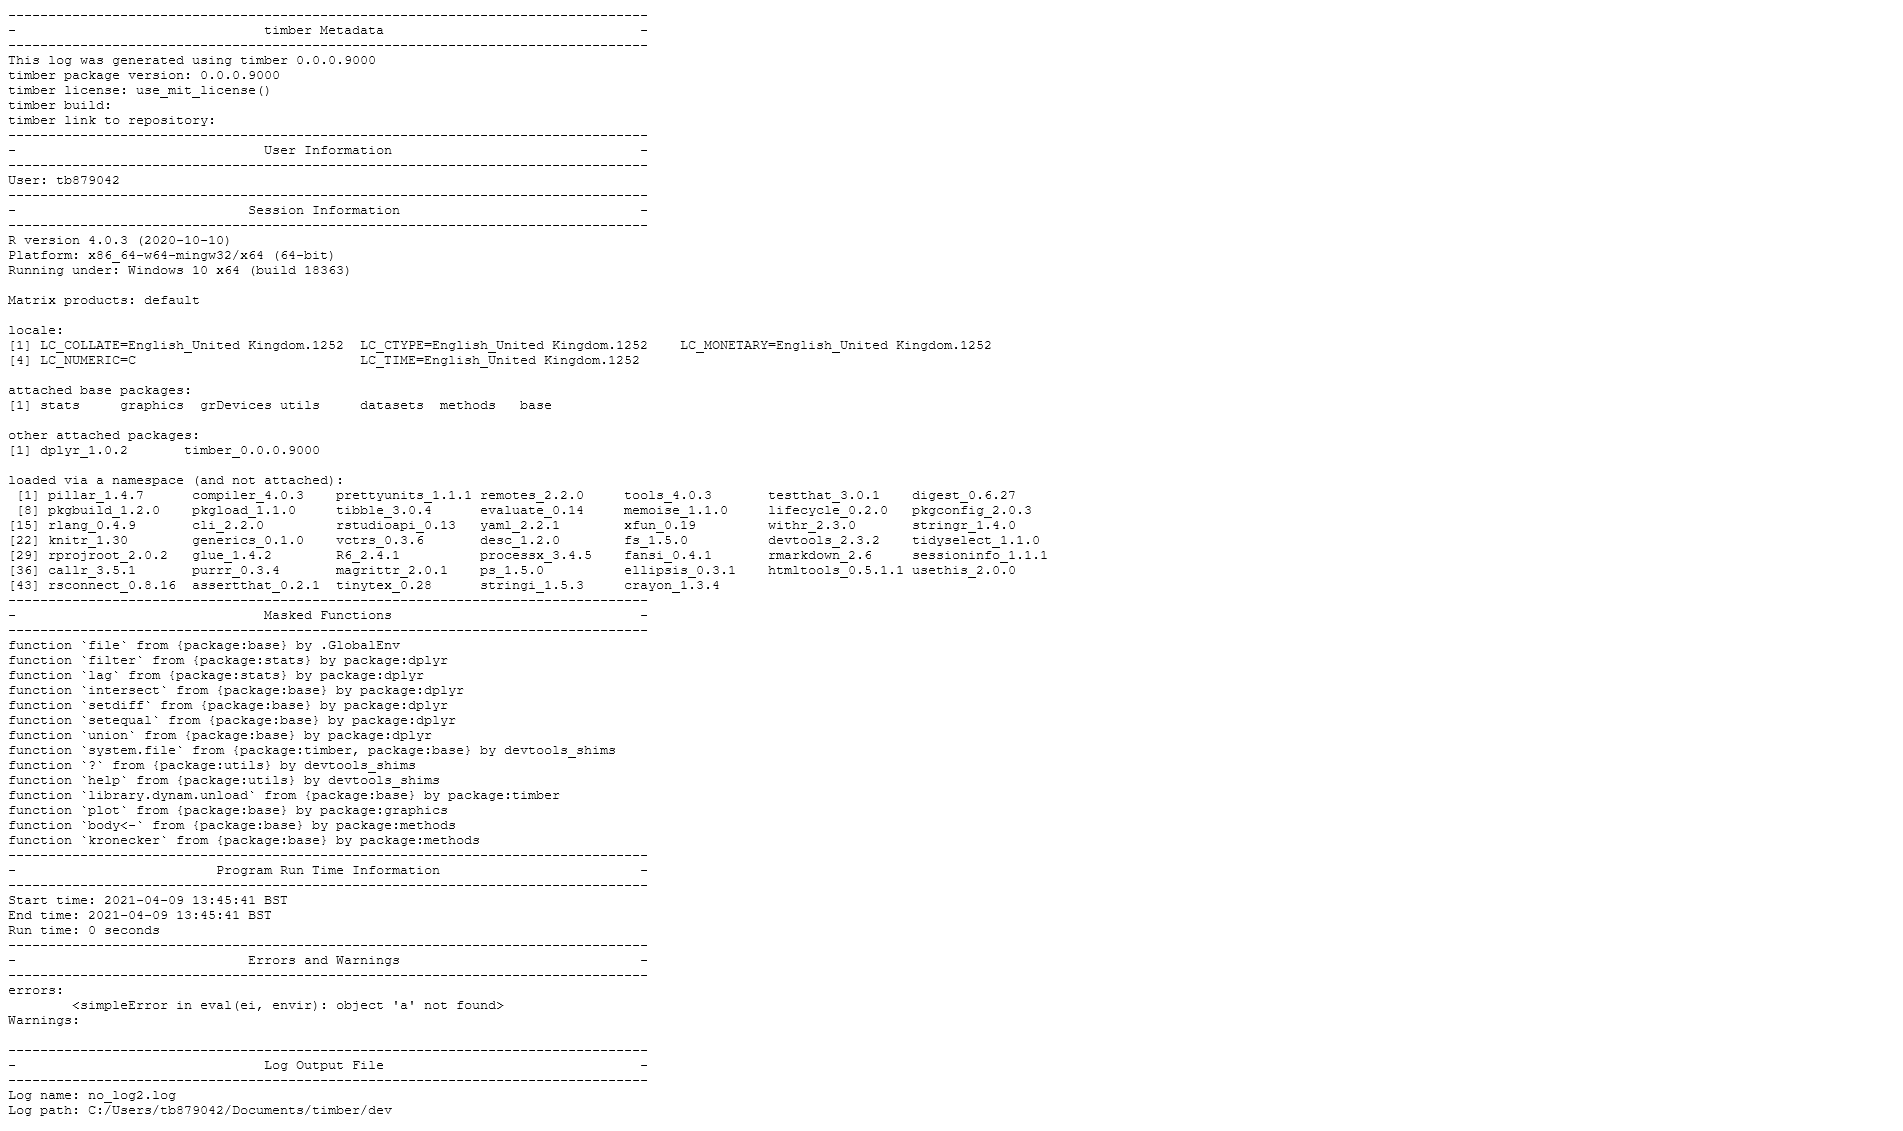 --------------------------------------------------------------------------------
-                               timber Metadata                                -
--------------------------------------------------------------------------------
This log was generated using timber 0.0.0.9000
timber package version: 0.0.0.9000
timber license: use_mit_license()
timber build:
timber link to repository:
--------------------------------------------------------------------------------
-                               User Information                               -
--------------------------------------------------------------------------------
User: tb879042
--------------------------------------------------------------------------------
-                             Session Information                              -
--------------------------------------------------------------------------------
R version 4.0.3 (2020-10-10)
Platform: x86_64-w64-mingw32/x64 (64-bit)
Running under: Windows 10 x64 (build 18363)

Matrix products: default

locale:
[1] LC_COLLATE=English_United Kingdom.1252  LC_CTYPE=English_United Kingdom.1252    LC_MONETARY=English_United Kingdom.1252
[4] LC_NUMERIC=C                            LC_TIME=English_United Kingdom.1252

attached base packages:
[1] stats     graphics  grDevices utils     datasets  methods   base

other attached packages:
[1] dplyr_1.0.2       timber_0.0.0.9000

loaded via a namespace (and not attached):
 [1] pillar_1.4.7      compiler_4.0.3    prettyunits_1.1.1 remotes_2.2.0     tools_4.0.3       testthat_3.0.1    digest_0.6.27
 [8] pkgbuild_1.2.0    pkgload_1.1.0     tibble_3.0.4      evaluate_0.14     memoise_1.1.0     lifecycle_0.2.0   pkgconfig_2.0.3
[15] rlang_0.4.9       cli_2.2.0         rstudioapi_0.13   yaml_2.2.1        xfun_0.19         withr_2.3.0       stringr_1.4.0
[22] knitr_1.30        generics_0.1.0    vctrs_0.3.6       desc_1.2.0        fs_1.5.0          devtools_2.3.2    tidyselect_1.1.0
[29] rprojroot_2.0.2   glue_1.4.2        R6_2.4.1          processx_3.4.5    fansi_0.4.1       rmarkdown_2.6     sessioninfo_1.1.1
[36] callr_3.5.1       purrr_0.3.4       magrittr_2.0.1    ps_1.5.0          ellipsis_0.3.1    htmltools_0.5.1.1 usethis_2.0.0
[43] rsconnect_0.8.16  assertthat_0.2.1  tinytex_0.28      stringi_1.5.3     crayon_1.3.4
--------------------------------------------------------------------------------
-                               Masked Functions                               -
--------------------------------------------------------------------------------
function `file` from {package:base} by .GlobalEnv
function `filter` from {package:stats} by package:dplyr
function `lag` from {package:stats} by package:dplyr
function `intersect` from {package:base} by package:dplyr
function `setdiff` from {package:base} by package:dplyr
function `setequal` from {package:base} by package:dplyr
function `union` from {package:base} by package:dplyr
function `system.file` from {package:timber, package:base} by devtools_shims
function `?` from {package:utils} by devtools_shims
function `help` from {package:utils} by devtools_shims
function `library.dynam.unload` from {package:base} by package:timber
function `plot` from {package:base} by package:graphics
function `body<-` from {package:base} by package:methods
function `kronecker` from {package:base} by package:methods
--------------------------------------------------------------------------------
-                         Program Run Time Information                         -
--------------------------------------------------------------------------------
Start time: 2021-04-09 13:45:41 BST
End time: 2021-04-09 13:45:41 BST
Run time: 0 seconds
--------------------------------------------------------------------------------
-                             Errors and Warnings                              -
--------------------------------------------------------------------------------
errors:
        <simpleError in eval(ei, envir): object 'a' not found>
Warnings:

--------------------------------------------------------------------------------
-                               Log Output File                                -
--------------------------------------------------------------------------------
Log name: no_log2.log
Log path: C:/Users/tb879042/Documents/timber/dev